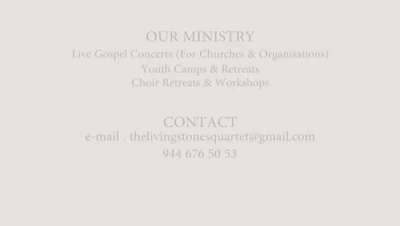 OUR MINISTRY
Live Gospel Concerts (For Churches & Organisations)
Youth Camps & Retreats
Choir Retreats & Workshops
CONTACT
e-mail . thelivingstonesquartet@gmail.com
944 676 50 53